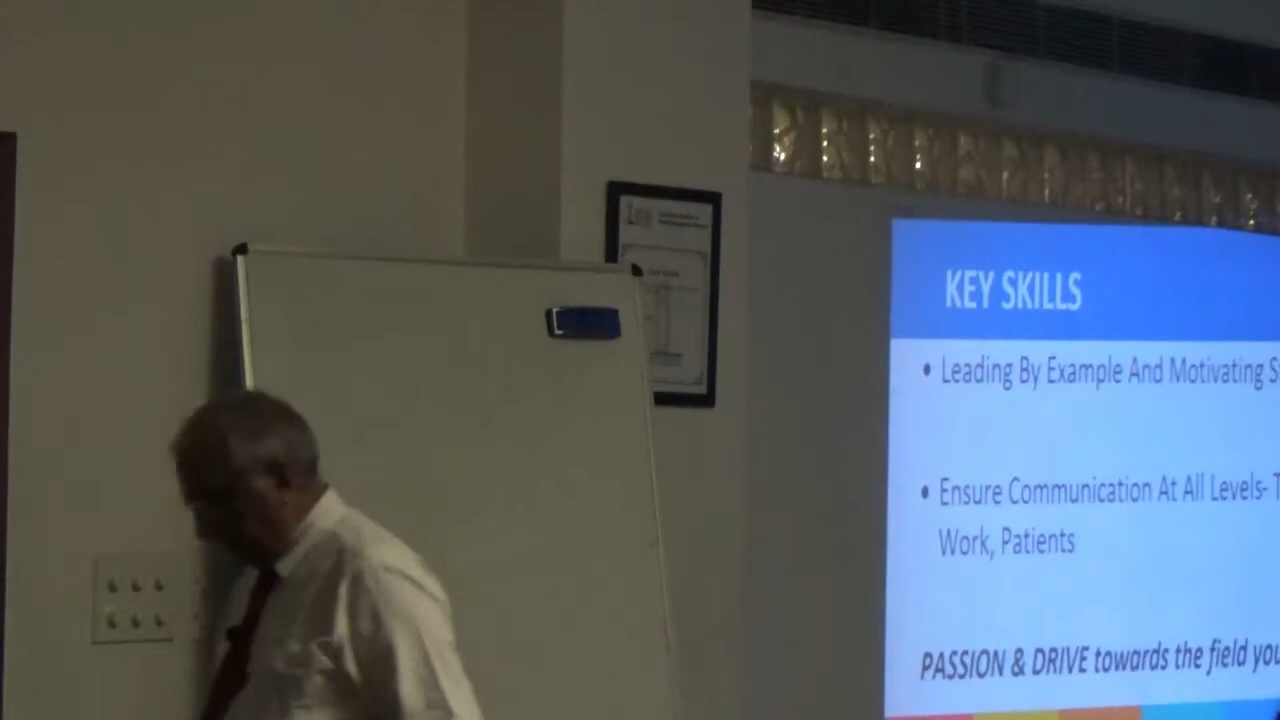 KEY SKILLS
• Leading By Example And Motivating S
• Ensure Communication At All Levels- T
Work, Patients
PASSION & DRIVE towards the field you